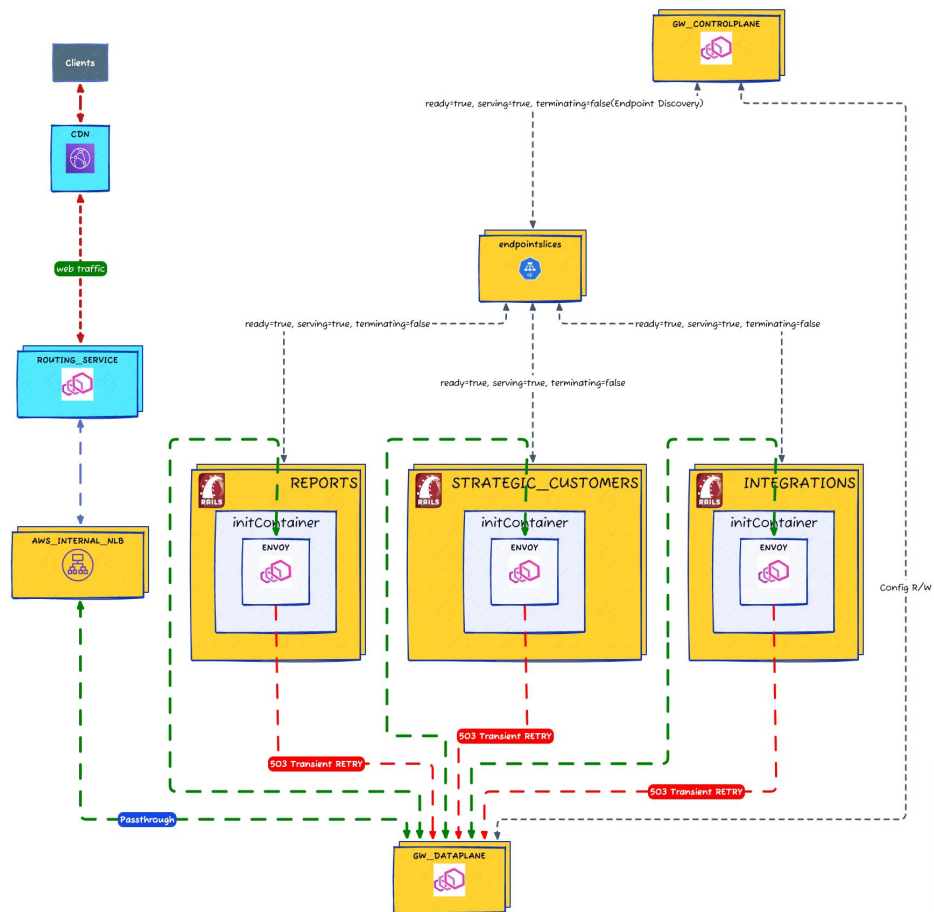 GW_CONTROLPLANE
Clients
ready=true, serving=true, terminating=false(Endpoint Discovery)
CDN
endpointslices
web traffic
ready=true, serving=true, terminating=false
ready=true, serving=true, terminating=false
ROUTING_SERVICE
ready=true, serving=true, terminating=false
RAILS
REPORTS
RAILS
STRATEGIC_CUSTOMERS
RAILS
INTEGRATIONS
initContainer
initContainer
initContainer
AWS_INTERNAL_NLB
ENVOY
ENVOY
ENVOY
Config R/W
503 Transient RETRY
503 Transient RETRY
503 Transient RETRY
Passthrough
GW_DATAPLANE